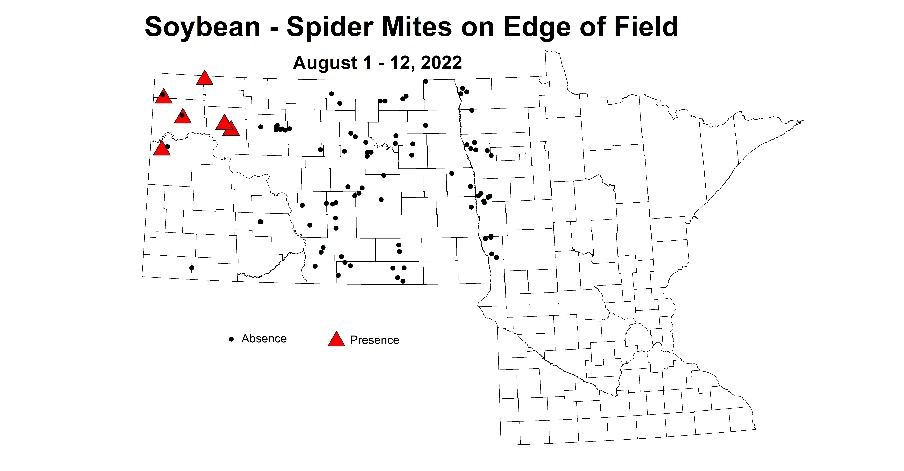 Soybean - Spider Mites on Edge of Field
August 1 - 12, 2022
Absence
Presence